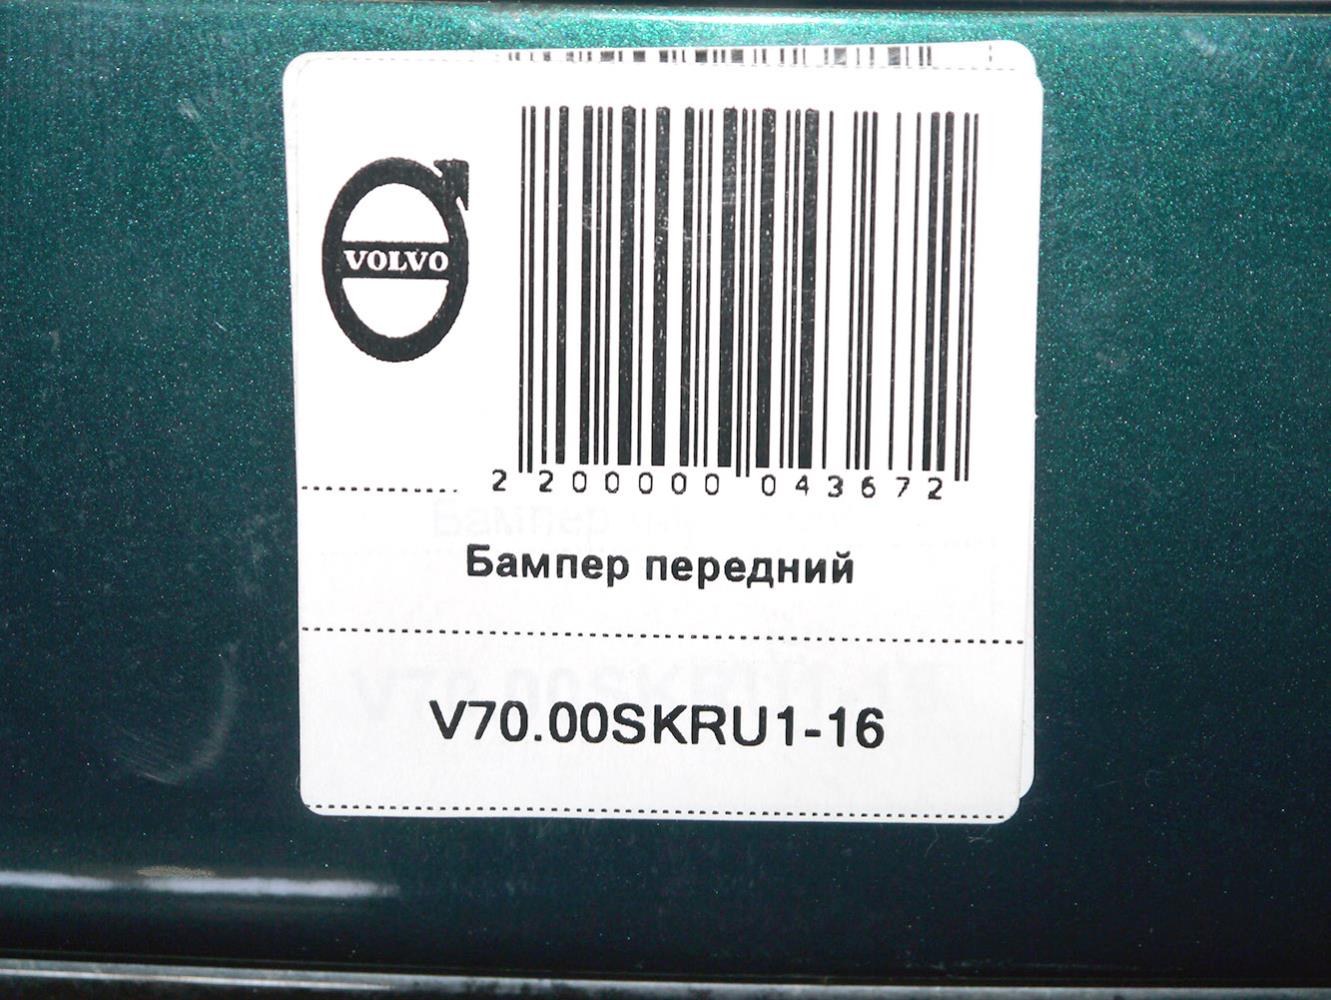 VOLVO
2 200000 043672
Бампер передний
V70.00SKRU1-16